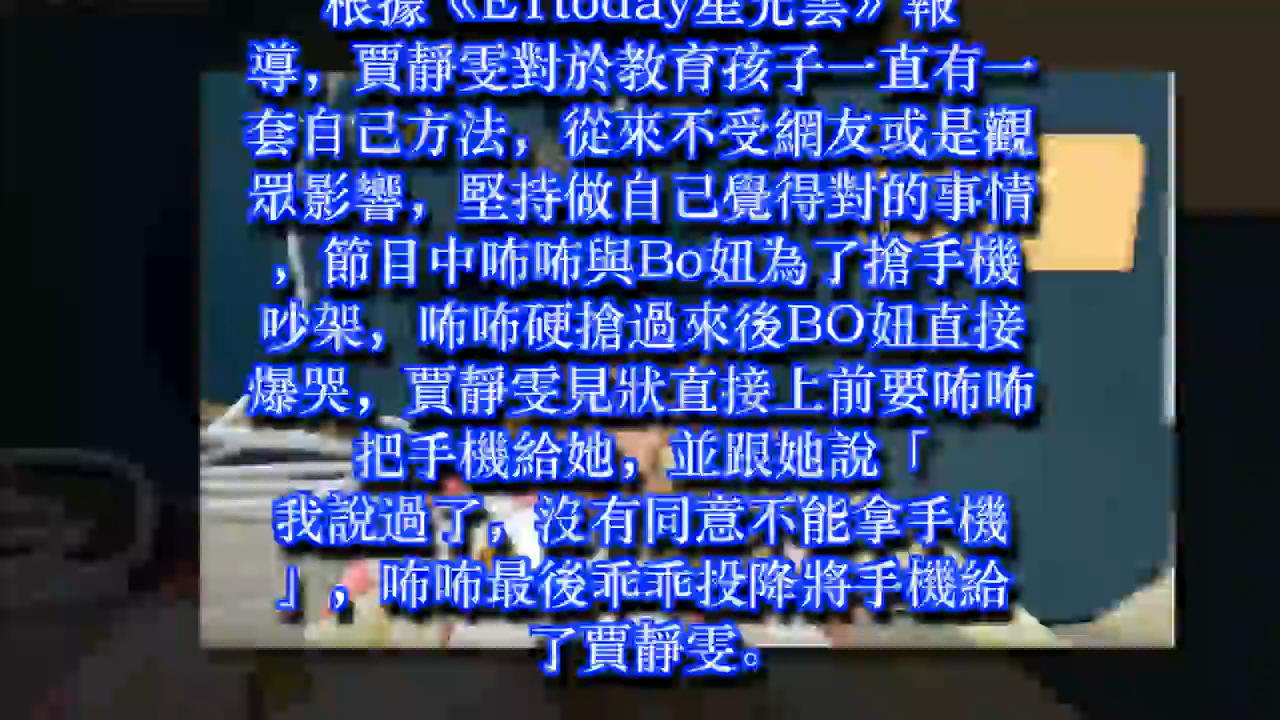 根據《ETtoday星光雲》報
導，賈靜雯對於教育孩子一直有一
套自己方法，從來不受網友或是觀
眾影響，堅持做自己覺得對的事情
，節目中咘咘與Bo妞為了搶手機
吵架，咘咘硬搶過來後BO妞直接
爆哭，賈靜雯見狀直接上前要咘咘
把手機給她，並跟她說「
我說過了，沒有同意不能拿手機
」，咘咘最後乖乖投降將手機給
了賈靜雯。